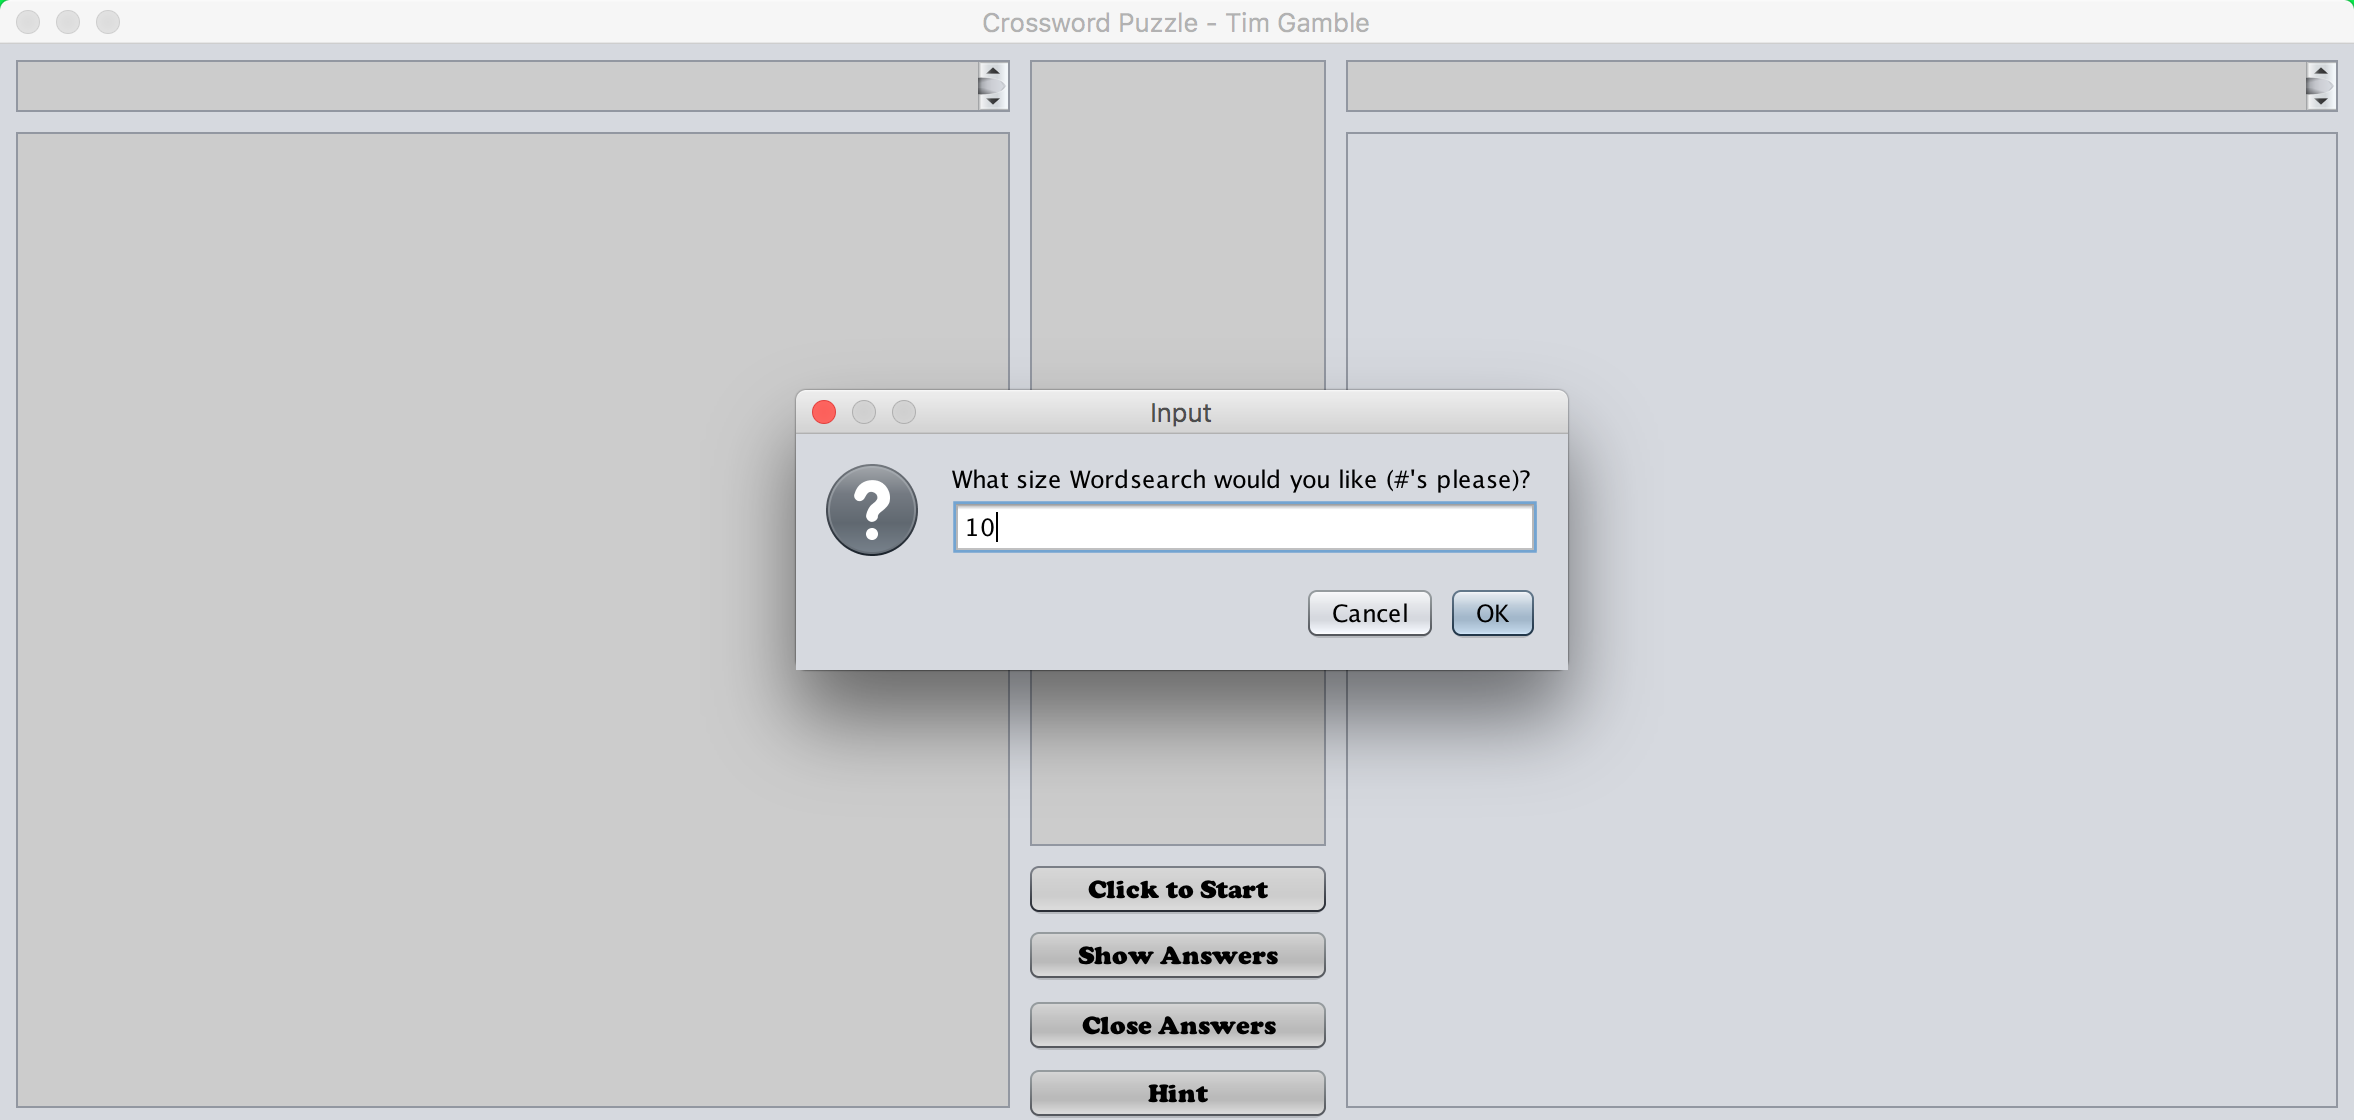 Crossword Puzzle - Tim Gamble
Input
What size Wordsearch would you like (#'s please)?
10
Cancel
OK
Click to Start
Show Answers
Close Answers
Hint